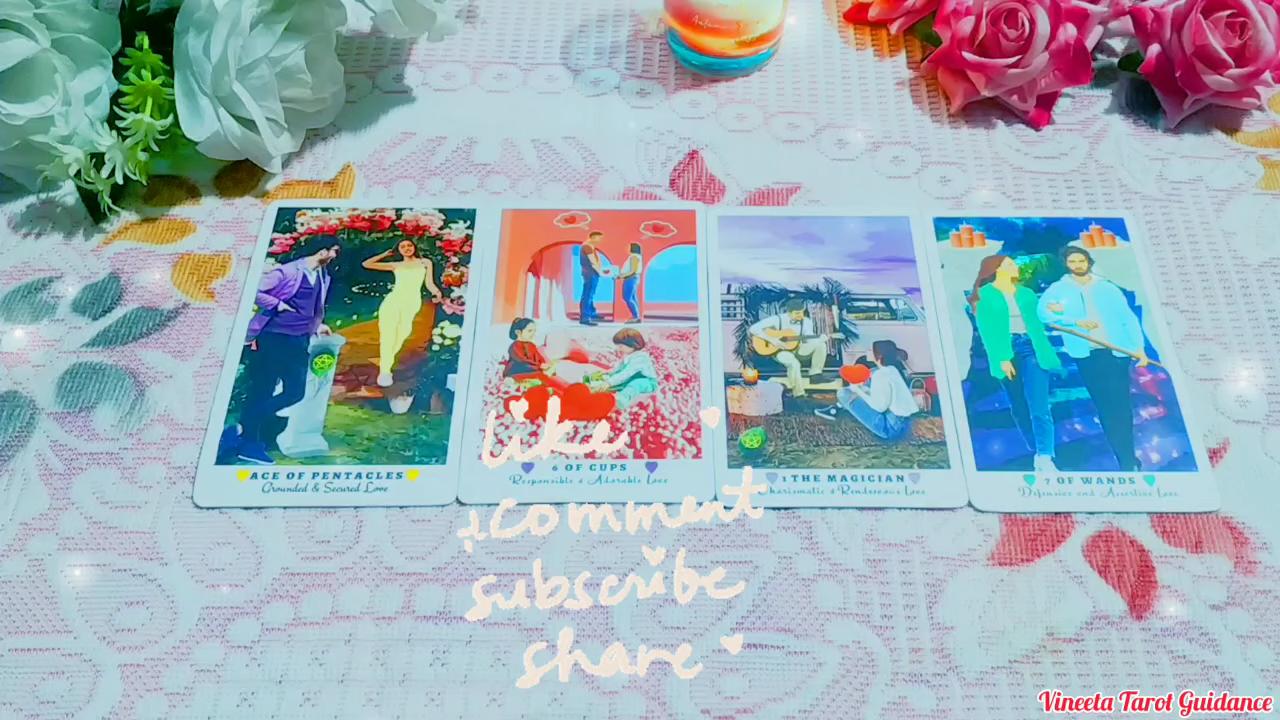 ACE OF PENTACLES
Grounded & Secured Love
6 OF CUPS
Responsible & Adorable Love
1 THE MAGICIAN
Charismatic & Rendezvous Love
7 OF WANDS
Defensive and Assertive Love
like
comment
subscribe
share
Vineeta Tarot Guidance